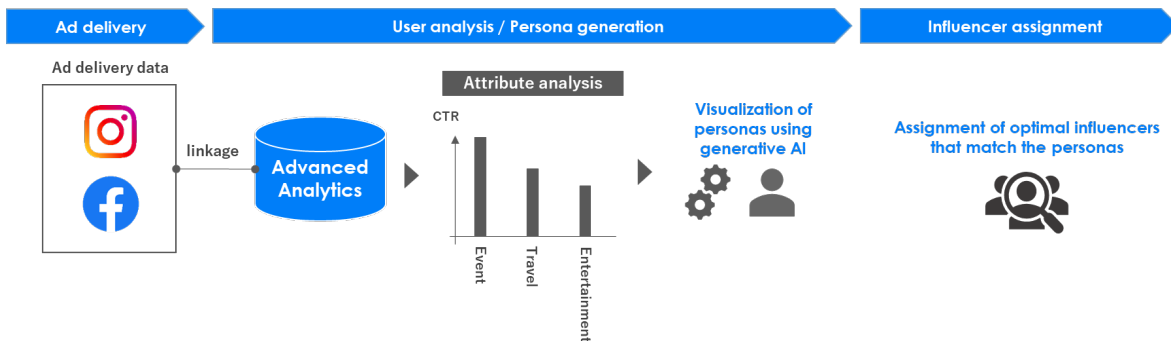 Ad delivery
User analysis / Persona generation
Influencer assignment
Ad delivery data
linkage
Advanced
Analytics
Attribute analysis
CTR
Event
Travel
Entertainment
Visualization of
personas using
generative AI
Assignment of optimal influencers
that match the personas